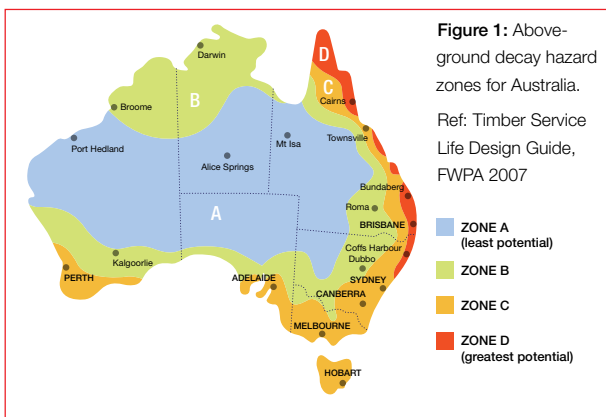 Figure 1: Above-
ground decay hazard
zones for Australia.
Ref: Timber Service
Life Design Guide,
FWPA 2007
D
Darwin
C
B
Cairns
Broome
Townsville
Port Hedland
Mt Isa
Alice Springs
Bundaberg
Roma
A
BRISBANE
Coffs Harbour
Dubbo
Kalgoorlie
PERTH
ADELAIDE
SYDNEY
CANBERRA
MELBOURNE
HOBART
ZONE A
(least potential)
ZONE B
ZONE C
ZONE D
(greatest potential)